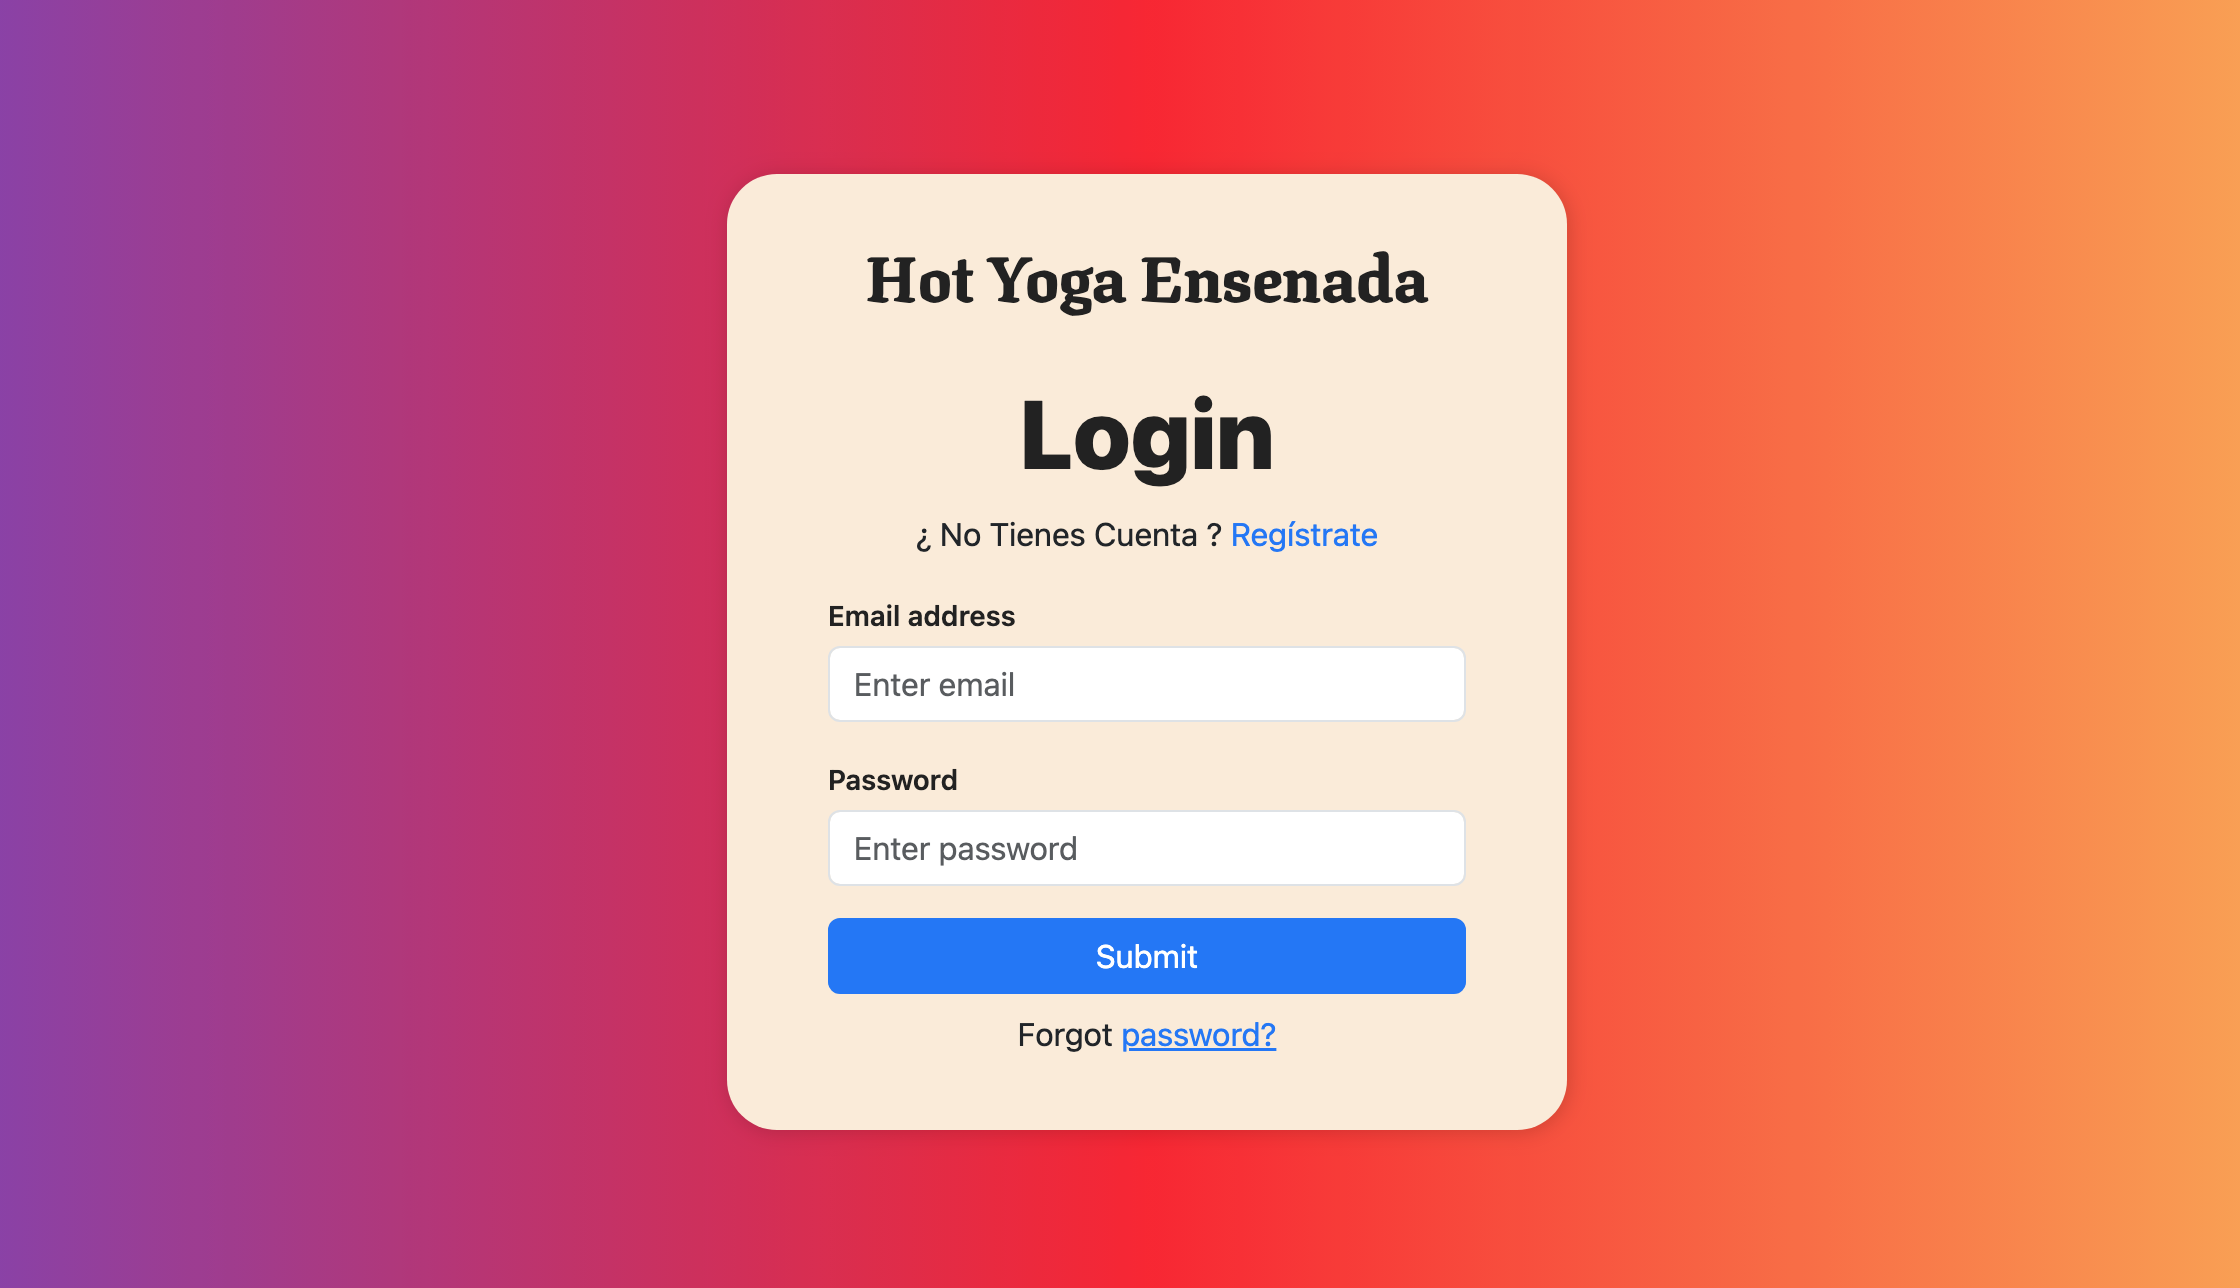 Hot Yoga Ensenada
Login
¿ No Tienes Cuenta ? Regístrate
Email address
Enter email
Password
Enter password
Submit
Forgot password?